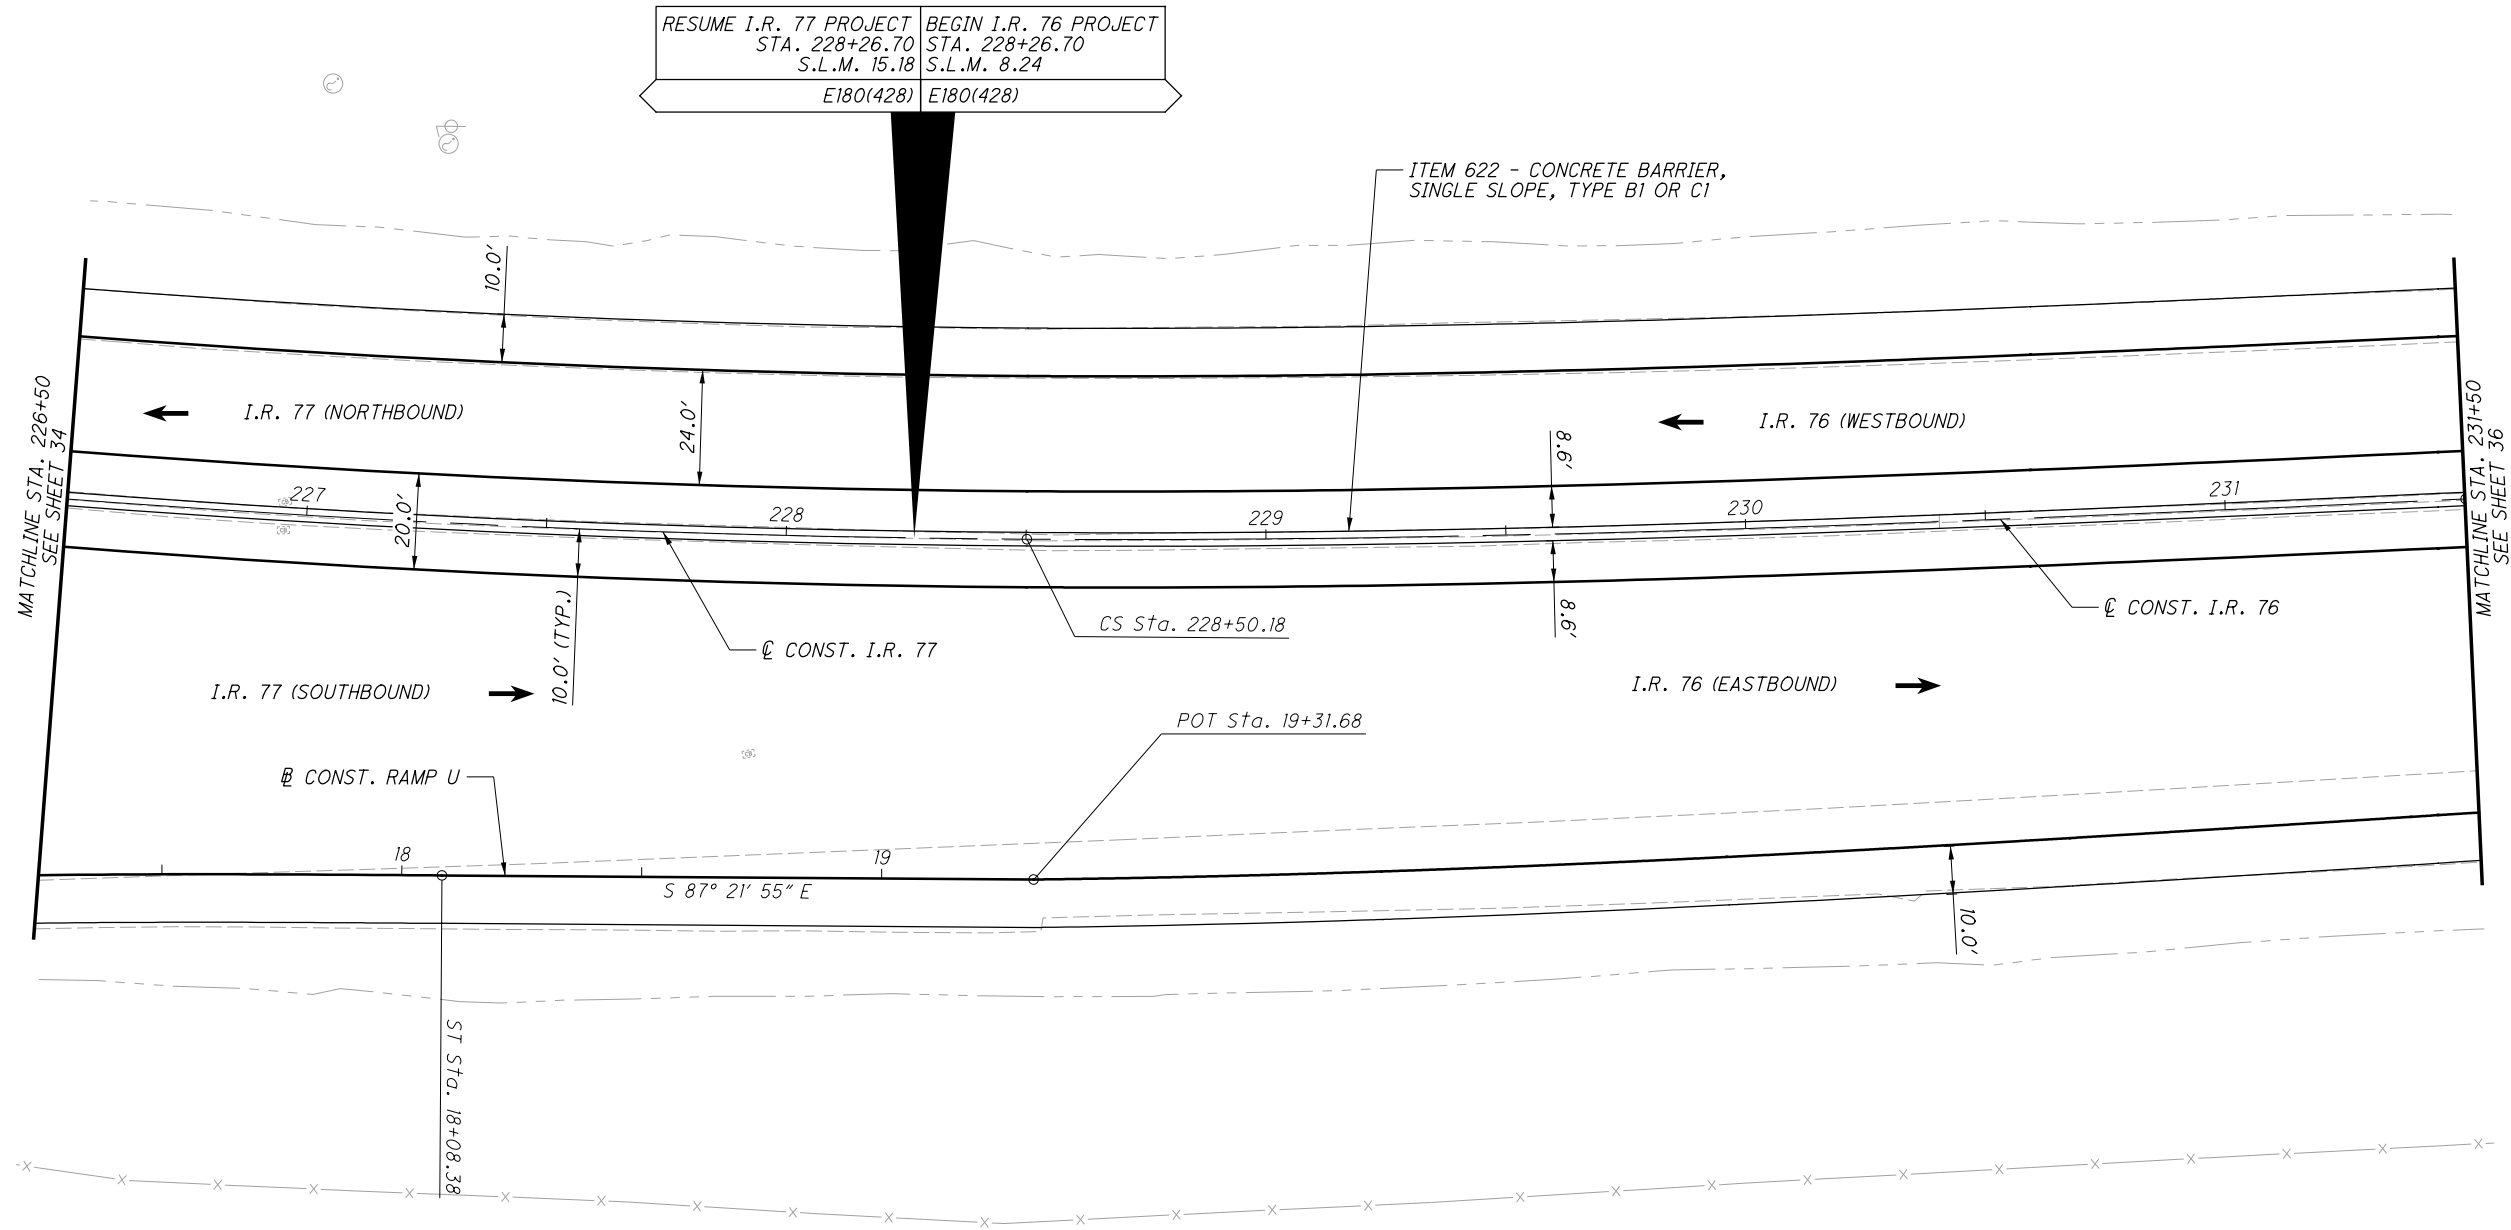 RESUME I.R. 77 PROJECT
STA. 228+26.70
S.L.M. 15.18
E180(428)
BEGIN I.R. 76 PROJECT
STA. 228+26.70
S.L.M. 8.24
E180(428)
ITEM 622 - CONCRETE BARRIER,
SINGLE SLOPE, TYPE B1 OR C1
10.0'
24.0'
MATCHLINE STA. 226+50
SEE SHEET 34
I.R. 77 (NORTHBOUND)
I.R. 76 (WESTBOUND)
MATCHLINE STA. 231+50
SEE SHEET 36
8.6'
227
20.0'
228
229
230
231
10.0' (TYP.)
℄ CONST. I.R. 77
CS Sta. 228+50.18
8.6'
℄ CONST. I.R. 76
I.R. 77 (SOUTHBOUND)
I.R. 76 (EASTBOUND)
POT Sta. 19+31.68
BL CONST. RAMP U
18
19
S 87° 21' 55" E
10.0'
ST Sta. 18+08.38